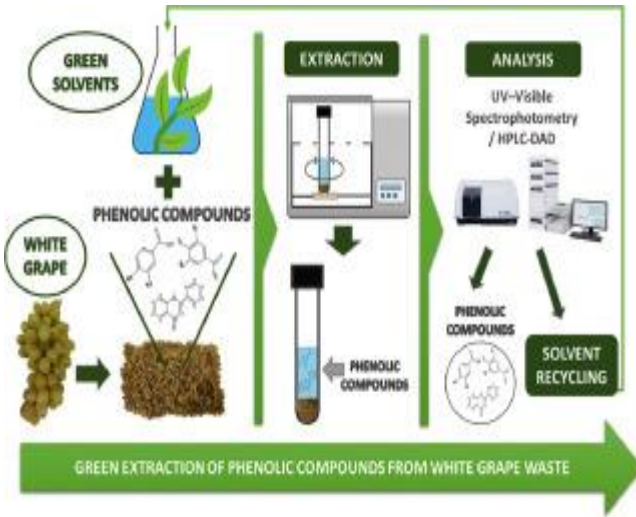 GREEN
SOLVENTS
PHENOLIC COMPOUNDS
WHITE
GRAPE
EXTRACTION
PHENOLIC
COMPOUNDS
ANALYSIS
UV–Visible
Spectrophotometry
/ HPLC-DAD
PHENOLIC
COMPOUNDS
SOLVENT
RECYCLING
GREEN EXTRACTION OF PHENOLIC COMPOUNDS FROM WHITE GRAPE WASTE